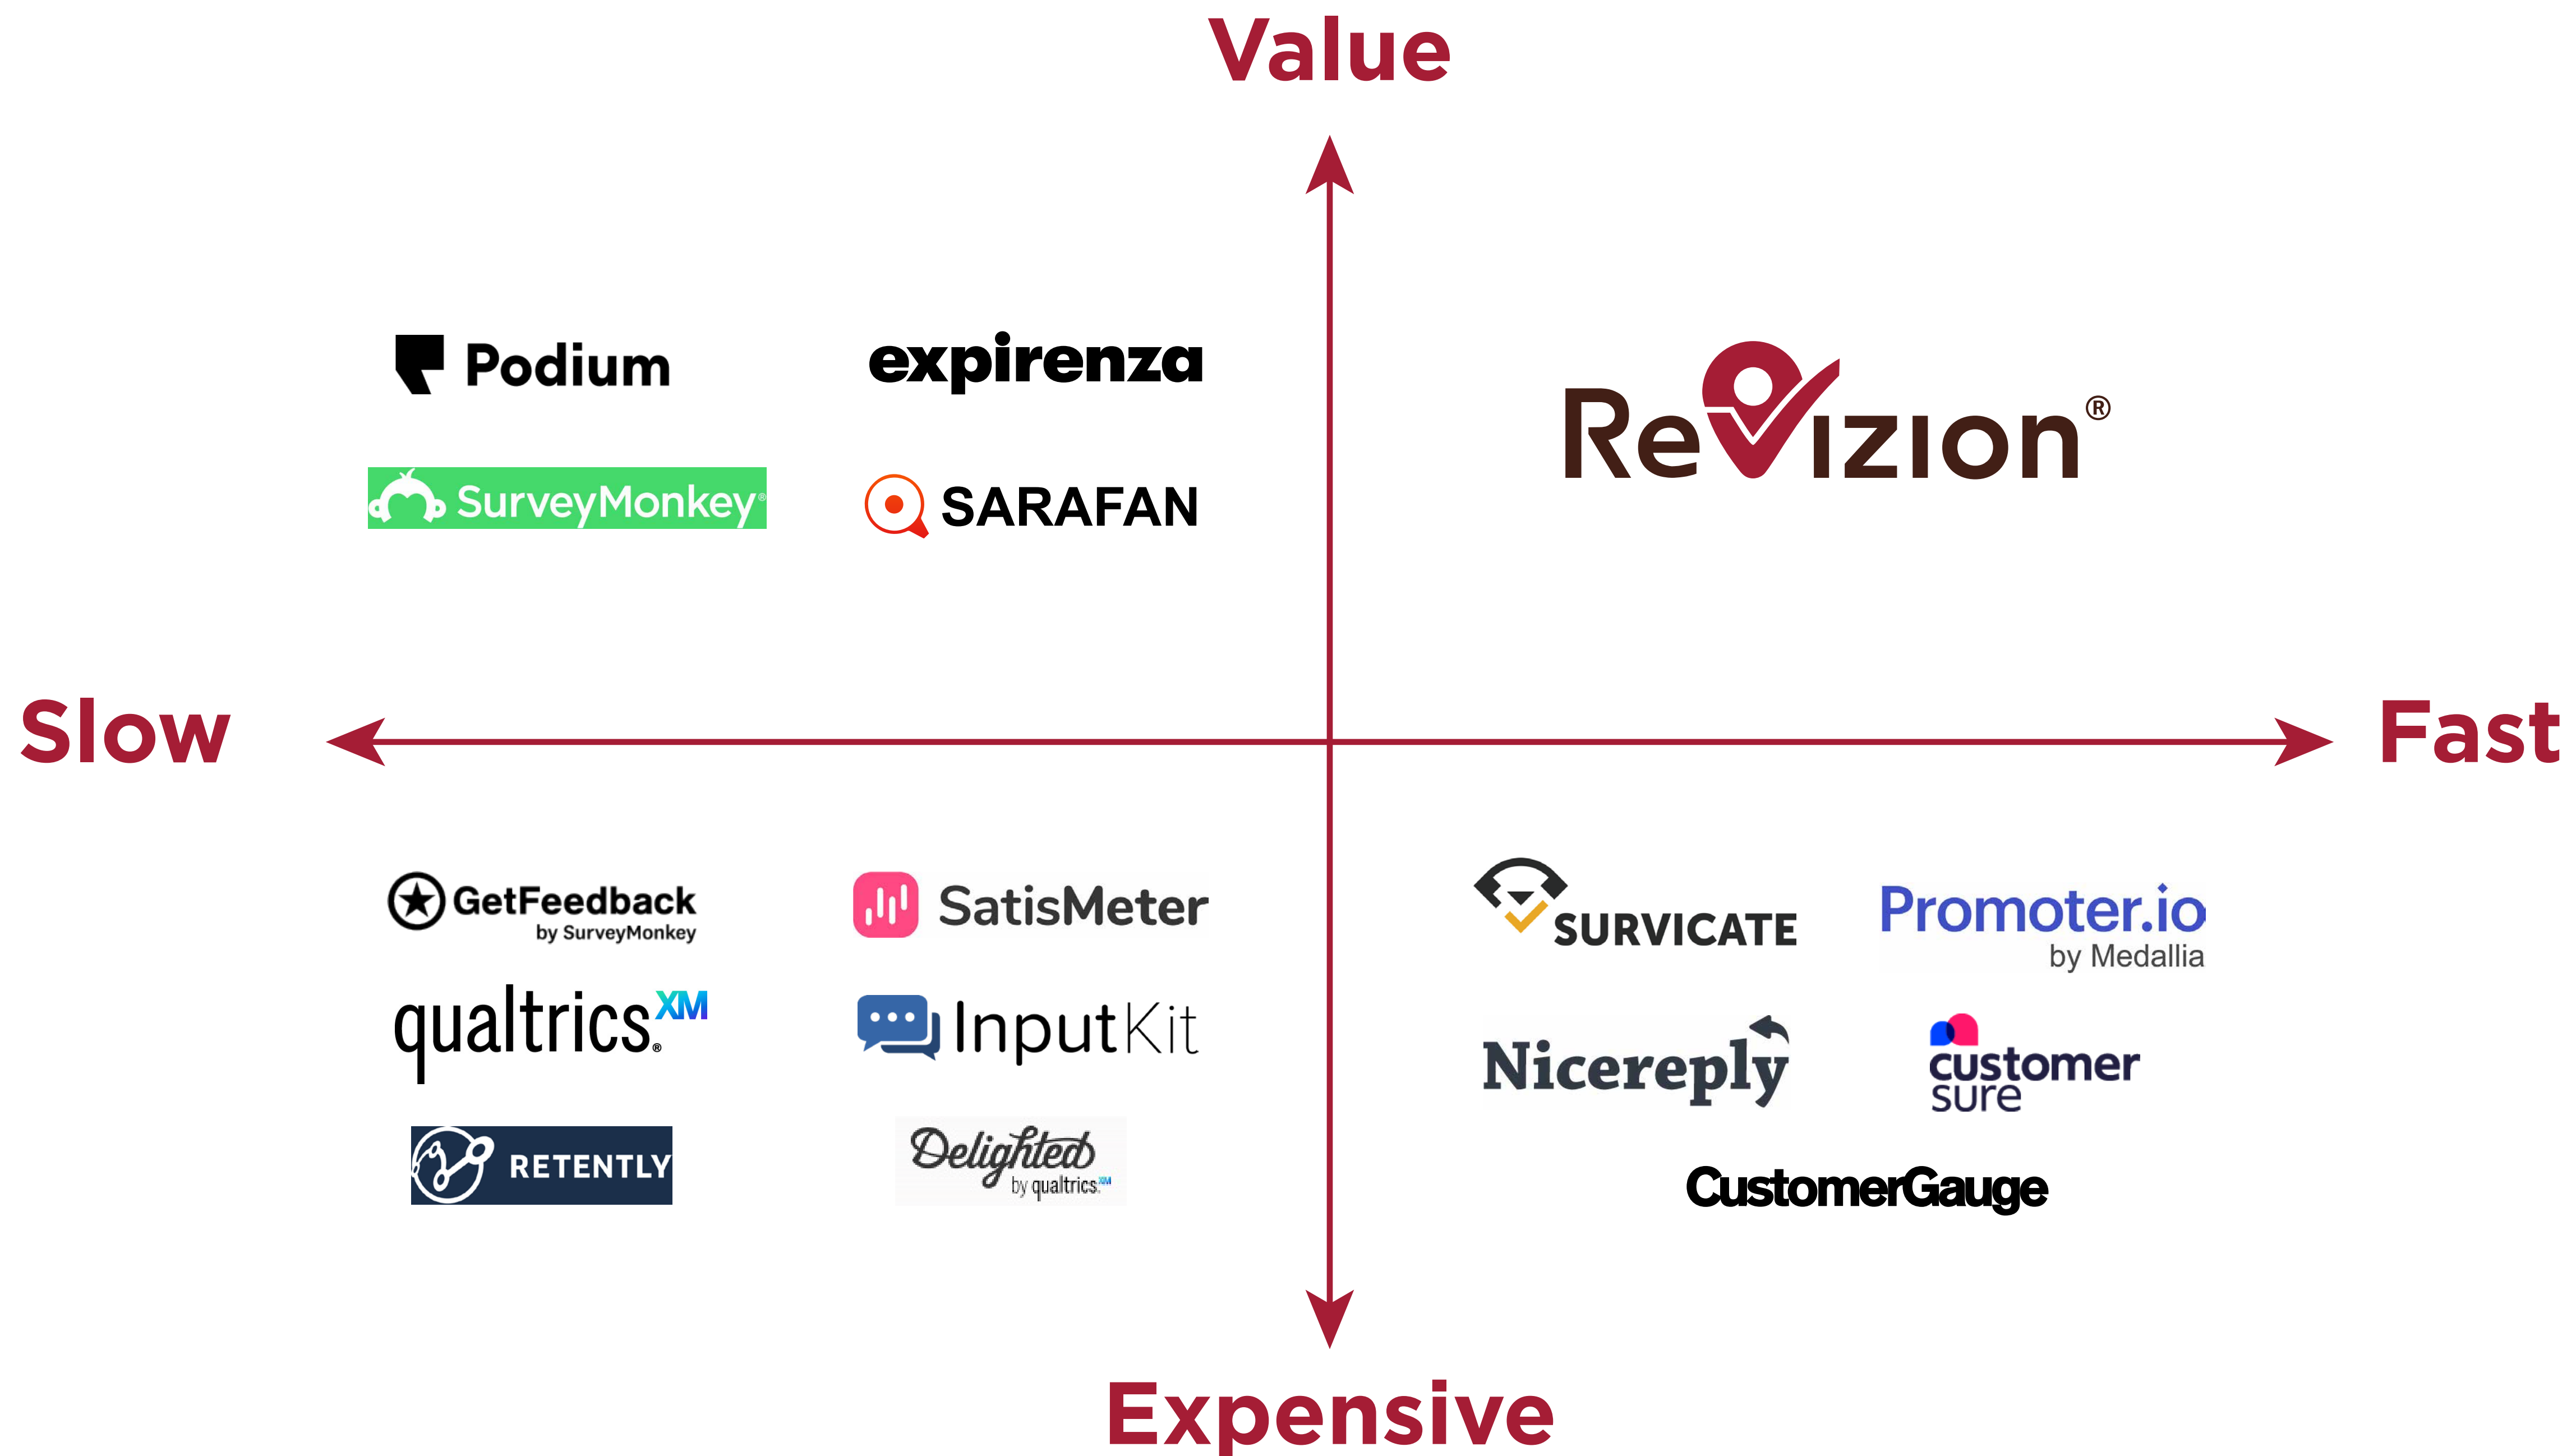 Value
Podium
expirenza
ReVizion®
SurveyMonkey®
SARAFAN
Slow
Fast
GetFeedback
by SurveyMonkey
SatisMeter
SURVICATE
Promoter.io
by Medallia
qualtrics.XM®
InputKit
Nicereply
customer
sure
RETENTLY
Delighted
by qualtrics.XM
CustomerGauge
Expensive